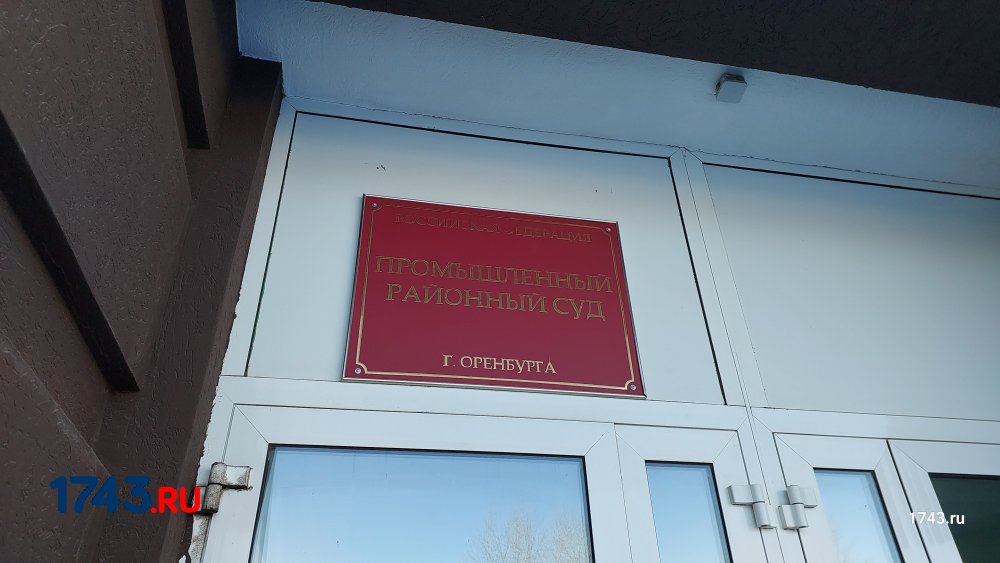 РОССИЙСКАЯ ФЕДЕРАЦИЯ
ПРОМЫШЛЕННЫЙ
РАЙОННЫЙ СУД
Г. ОРЕНБУРГА
1743.RU
1743.ru